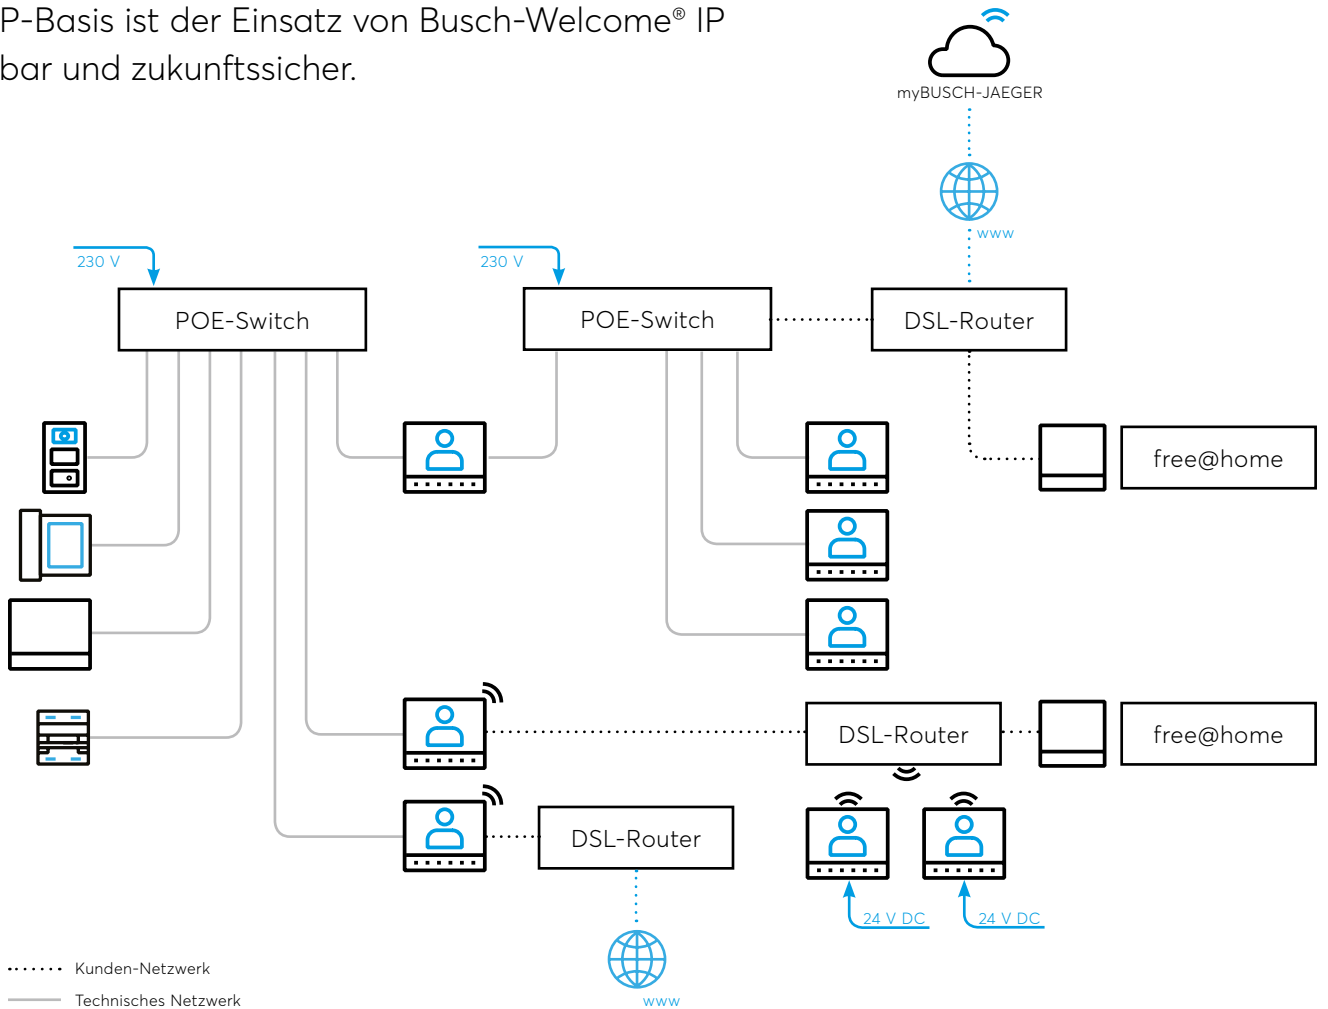 P-Basis ist der Einsatz von Busch-Welcome® IP
bar und zukunftssicher.
myBUSCH-JAEGER
www
230 V
230 V
POE-Switch
POE-Switch
DSL-Router
free@home
DSL-Router
free@home
DSL-Router
24 V DC
24 V DC
www
Kunden-Netzwerk
Technisches Netzwerk